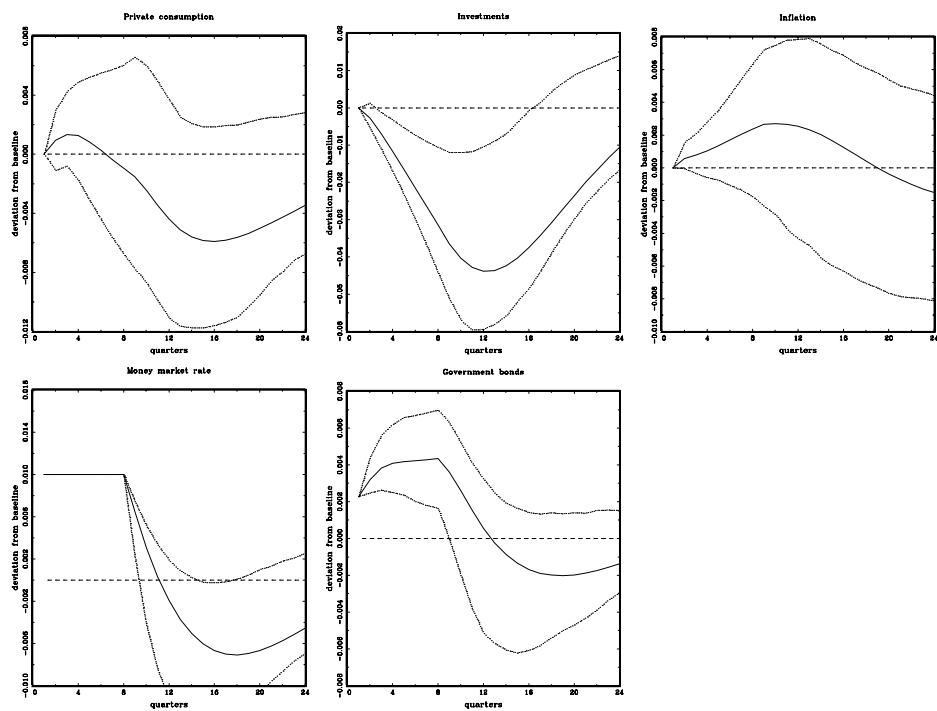 Private consumption
deviation from baseline
0.008
0.004
0.000
-0.004
-0.008
-0.012
0 4 8 12 16 20 24
quarters
Investments
deviation from baseline
0.02
0.01
0.00
-0.01
-0.02
-0.03
-0.04
-0.05
-0.06
0 4 8 12 16 20 24
quarters
Inflation
deviation from baseline
0.008
0.006
0.004
0.002
0.000
-0.002
-0.004
-0.006
-0.008
-0.010
0 4 8 12 16 20 24
quarters
Money market rate
deviation from baseline
0.018
0.014
0.010
0.006
0.002
-0.002
-0.006
-0.010
0 4 8 12 16 20 24
quarters
Government bonds
deviation from baseline
0.008
0.006
0.004
0.002
0.000
-0.002
-0.004
-0.006
-0.008
0 4 8 12 16 20 24
quarters